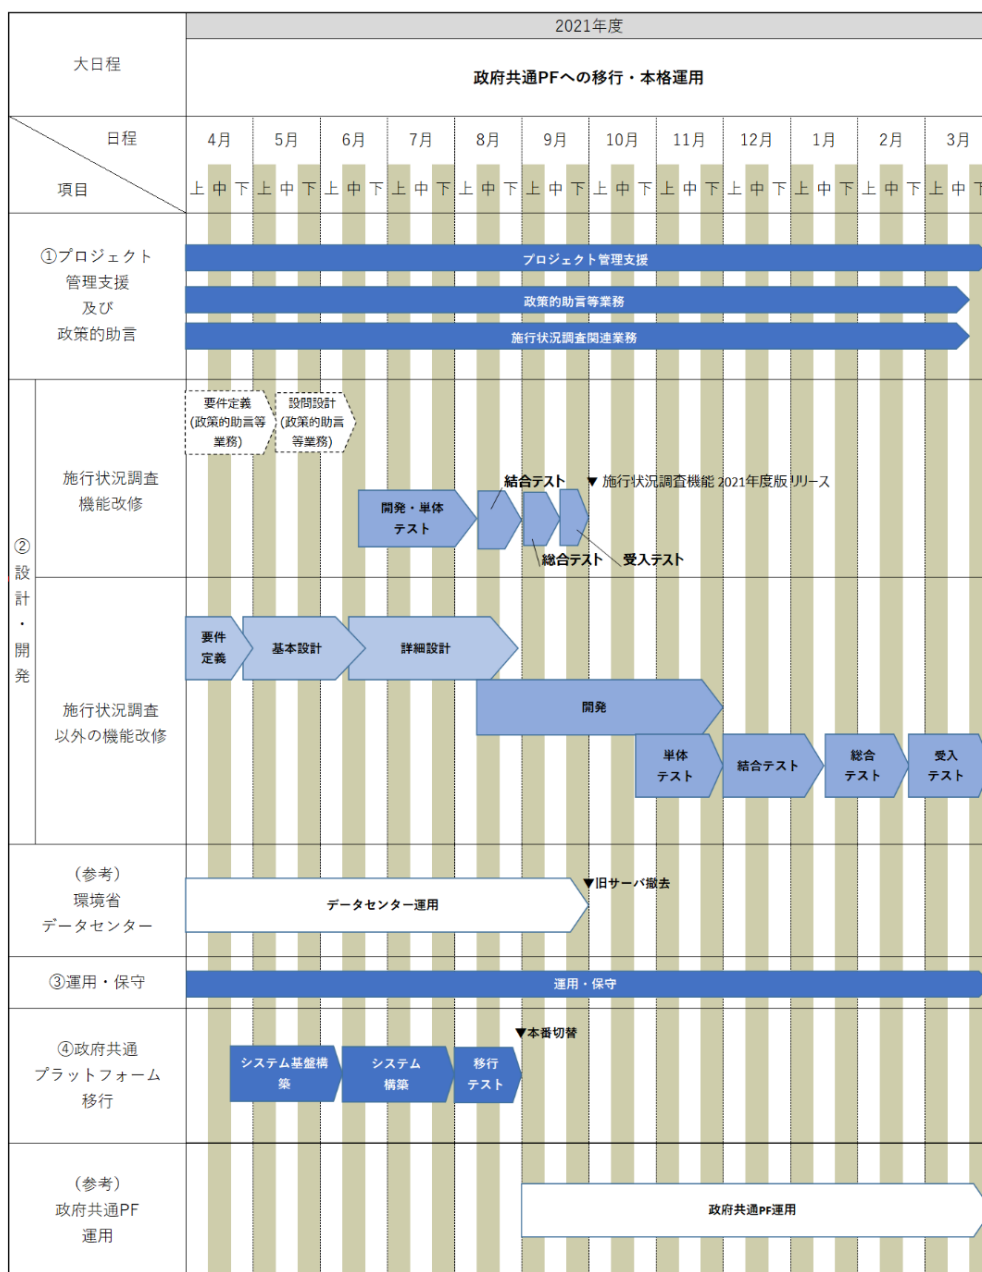 2021年度
大日程
政府共通PFへの移行・本格運用
日程
4月 5月 6月 7月 8月 9月 10月 11月 12月 1月 2月 3月
項目
上 中 下 上 中 下 上 中 下 上 中 下 上 中 下 上 中 下 上 中 下 上 中 下 上 中 下 上 中 下 上 中 下 上 中 下
①プロジェクト
管理支援
及び
政策的助言
プロジェクト管理支援
政策的助言等業務
施行状況調査関連業務
②
設
計
・
開
発
施行状況調査
機能改修
要件定義
(政策的助言等
業務)
設問設計
(政策的助言
等業務)
開発・単体
テスト
結合テスト
総合テスト
受入テスト
▼ 施行状況調査機能 2021年度版 リリース
施行状況調査
以外の機能改修
要件
定義
基本設計
詳細設計
開発
単体
テスト
結合テスト
総合
テスト
受入
テスト
(参考)
環境省
データセンター
データセンター運用
▼旧サーバ撤去
③運用・保守
運用・保守
④政府共通
プラットフォーム
移行
システム基盤構
築
システム
構築
移行
テスト
▼本番切替
(参考)
政府共通PF
運用
政府共通PF運用